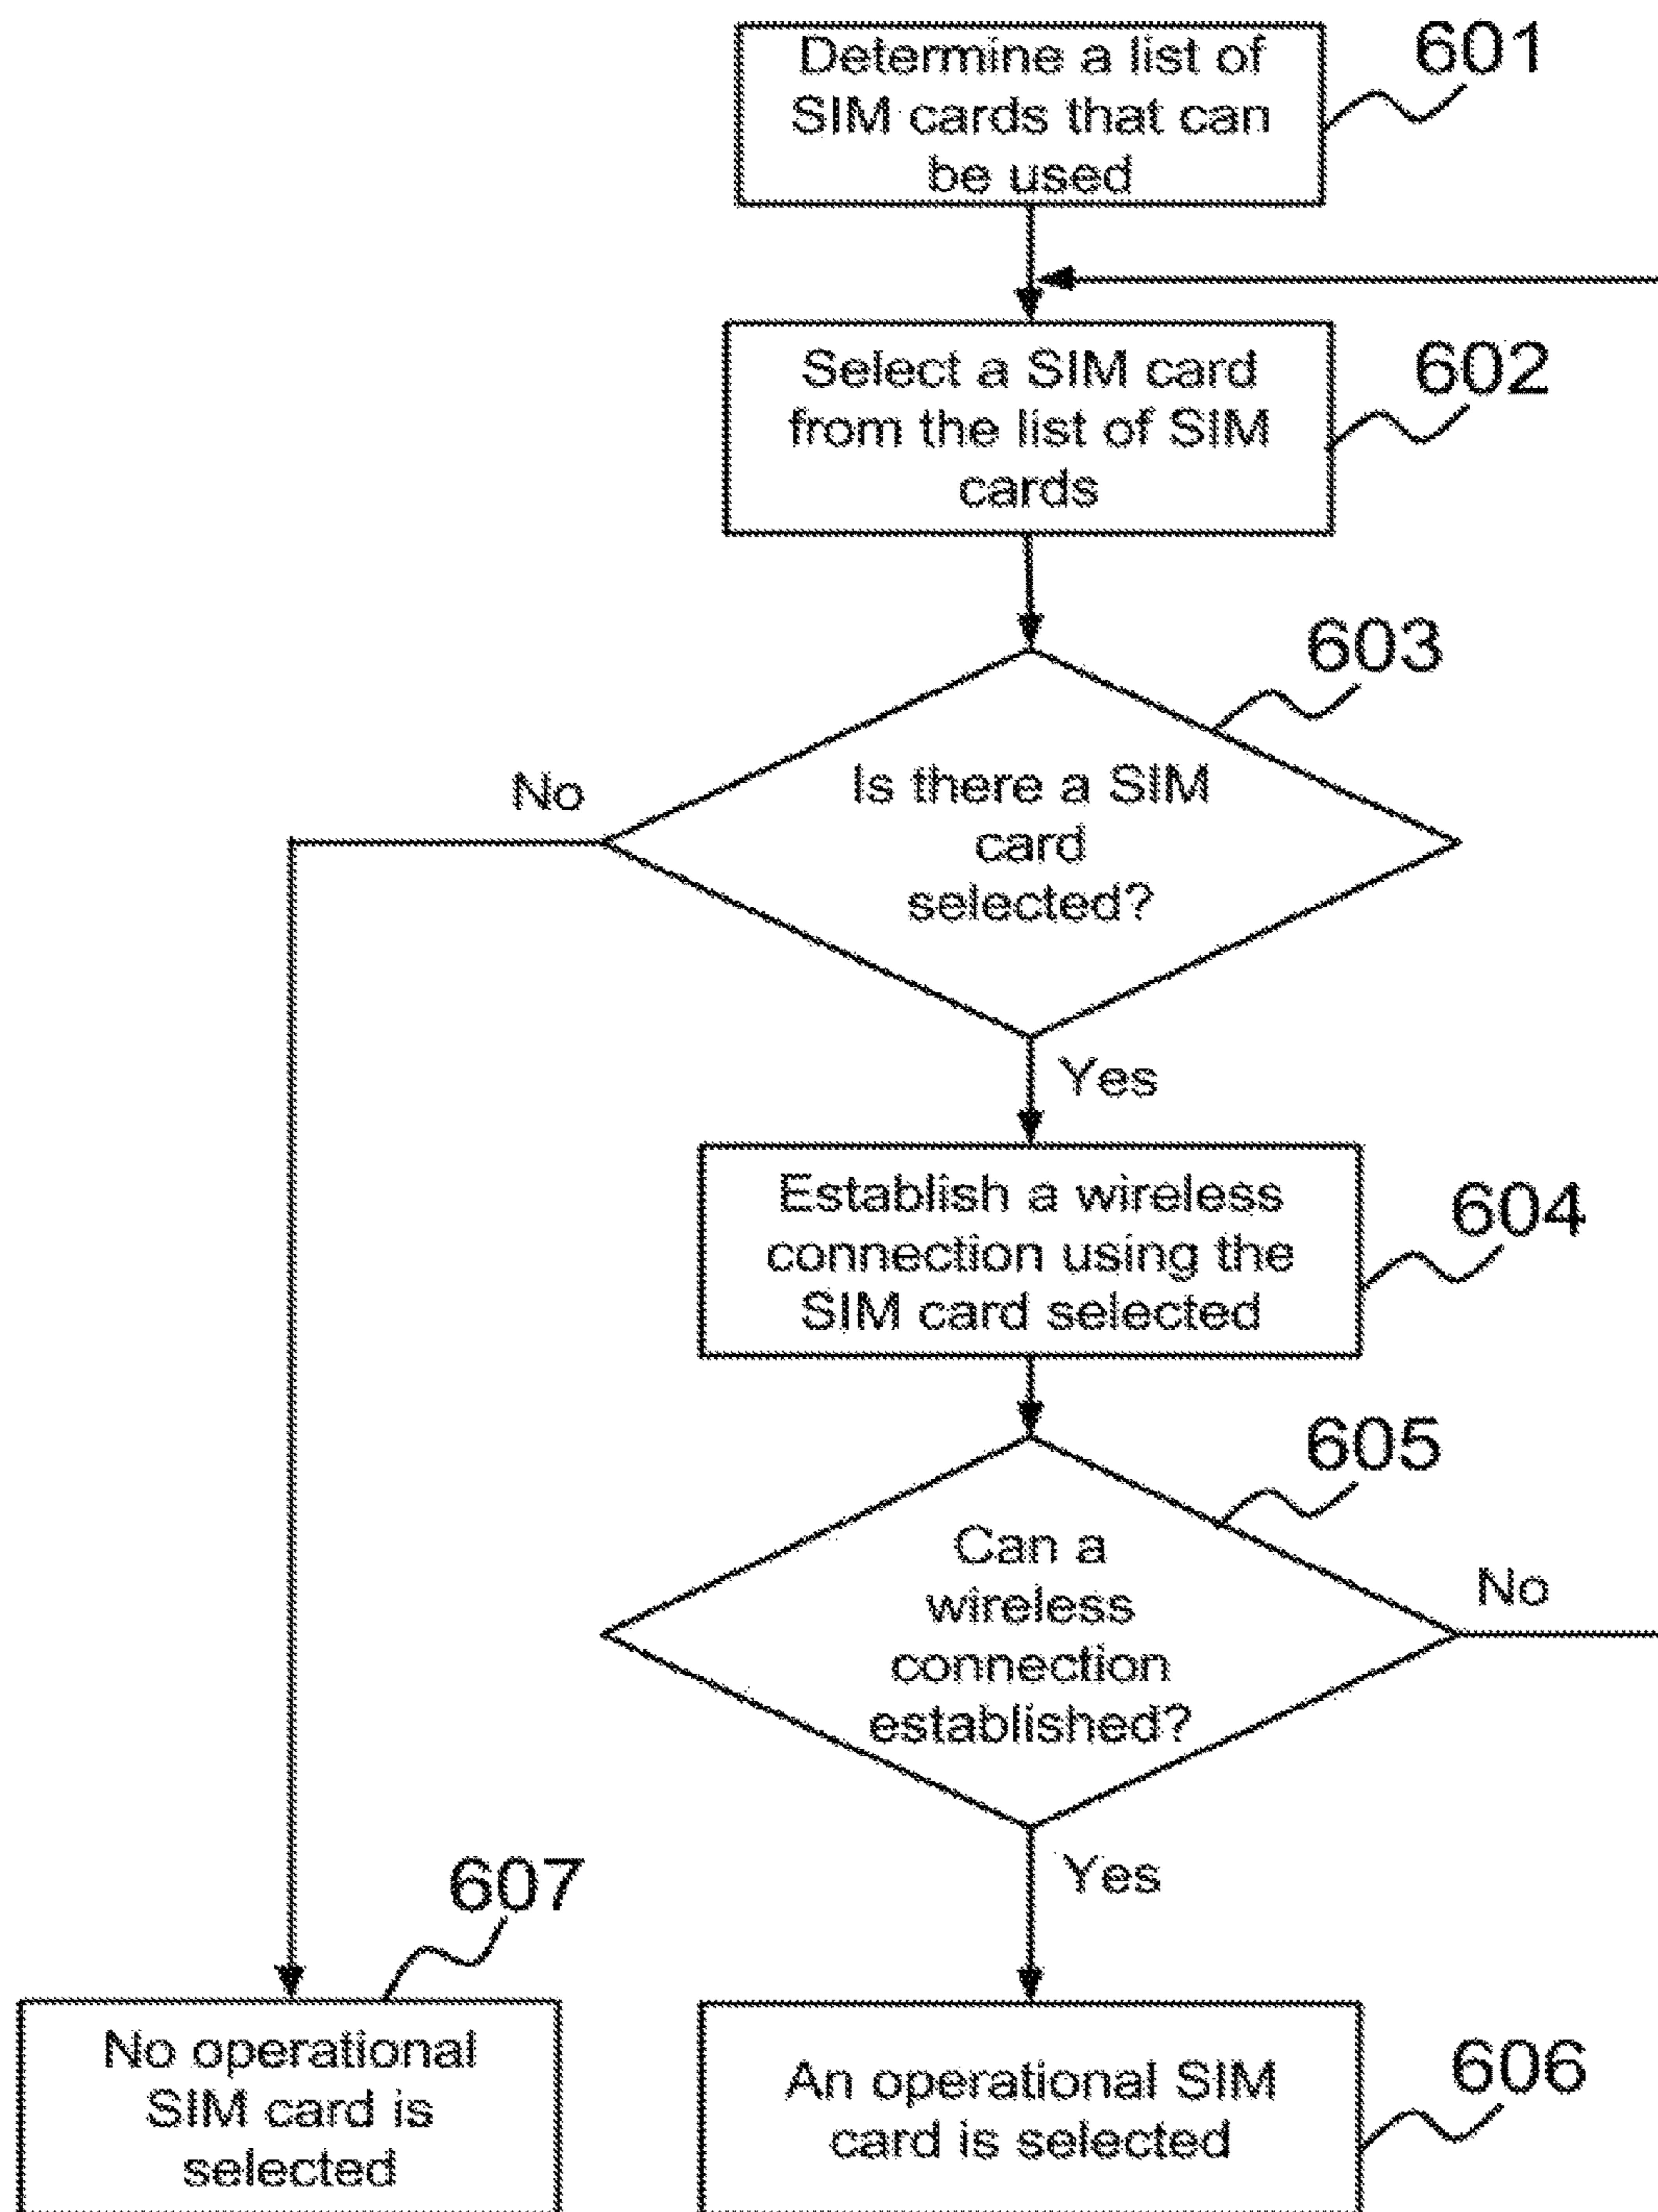 Determine a list of
SIM cards that can
be used
601
Select a SIM card
from the list of SIM
cards
602
603
Is there a SIM
card
selected?
No
Yes
Establish a wireless
connection using the
SIM card selected
604
605
Can a
wireless
connection
established?
No
Yes
607
No operational
SIM card is
selected
An operational SIM
card is selected
606